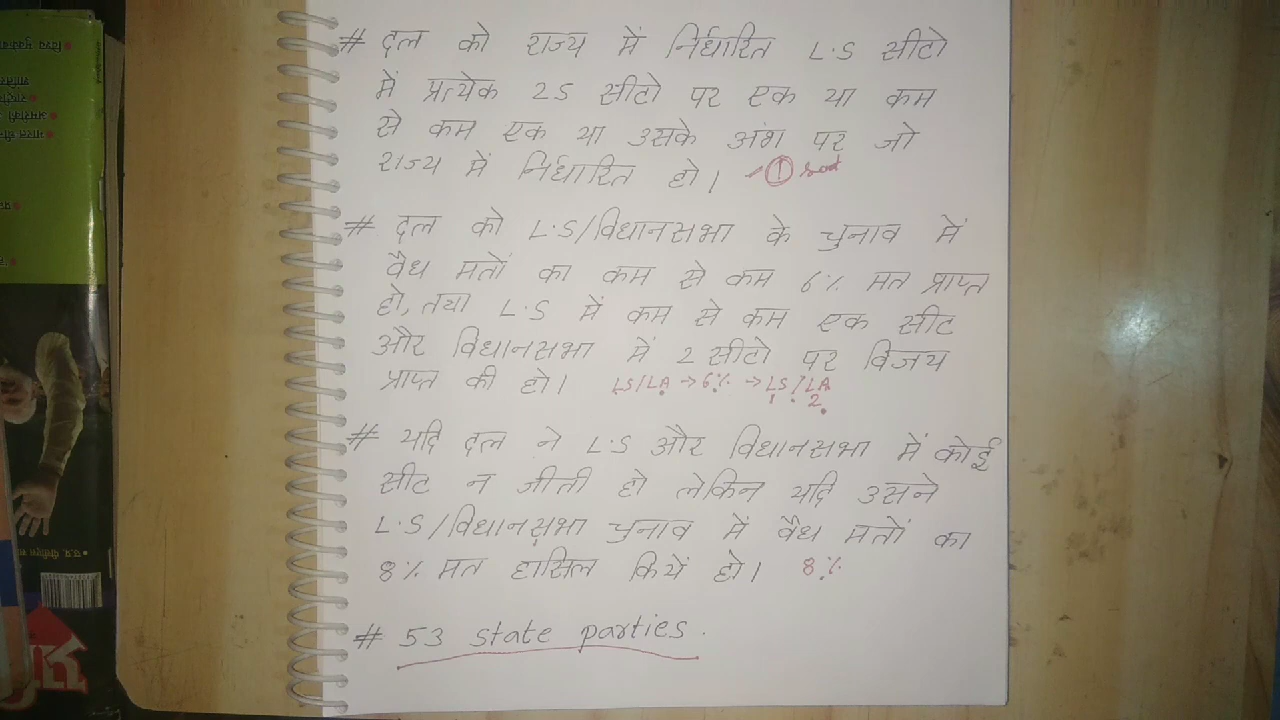 # दल को राज्य में निर्धारित L.S सीटो
में प्रत्येक 25 सीटो पर एक या कम
से कम एक या उसके अंश पर जो
राज्य में निर्धारित हो। - ① seat
# दल को L.S/विधानसभा के चुनाव में
वैध मतों का कम से कम 6% मत प्राप्त
हो, तथा L.S में कम से कम एक सीट
और विधानसभा में 2 सीटो पर विजय
प्राप्त की हो। LS/LA → 6% → LS/LA
1 2
# यदि दल ने L.S और विधानसभा में कोई
सीट न जीती हो लेकिन यदि उसने
L.S/विधानसभा चुनाव में वैध मतों का
8% मत हासिल कियें हो। 8%
# 53 state parties.